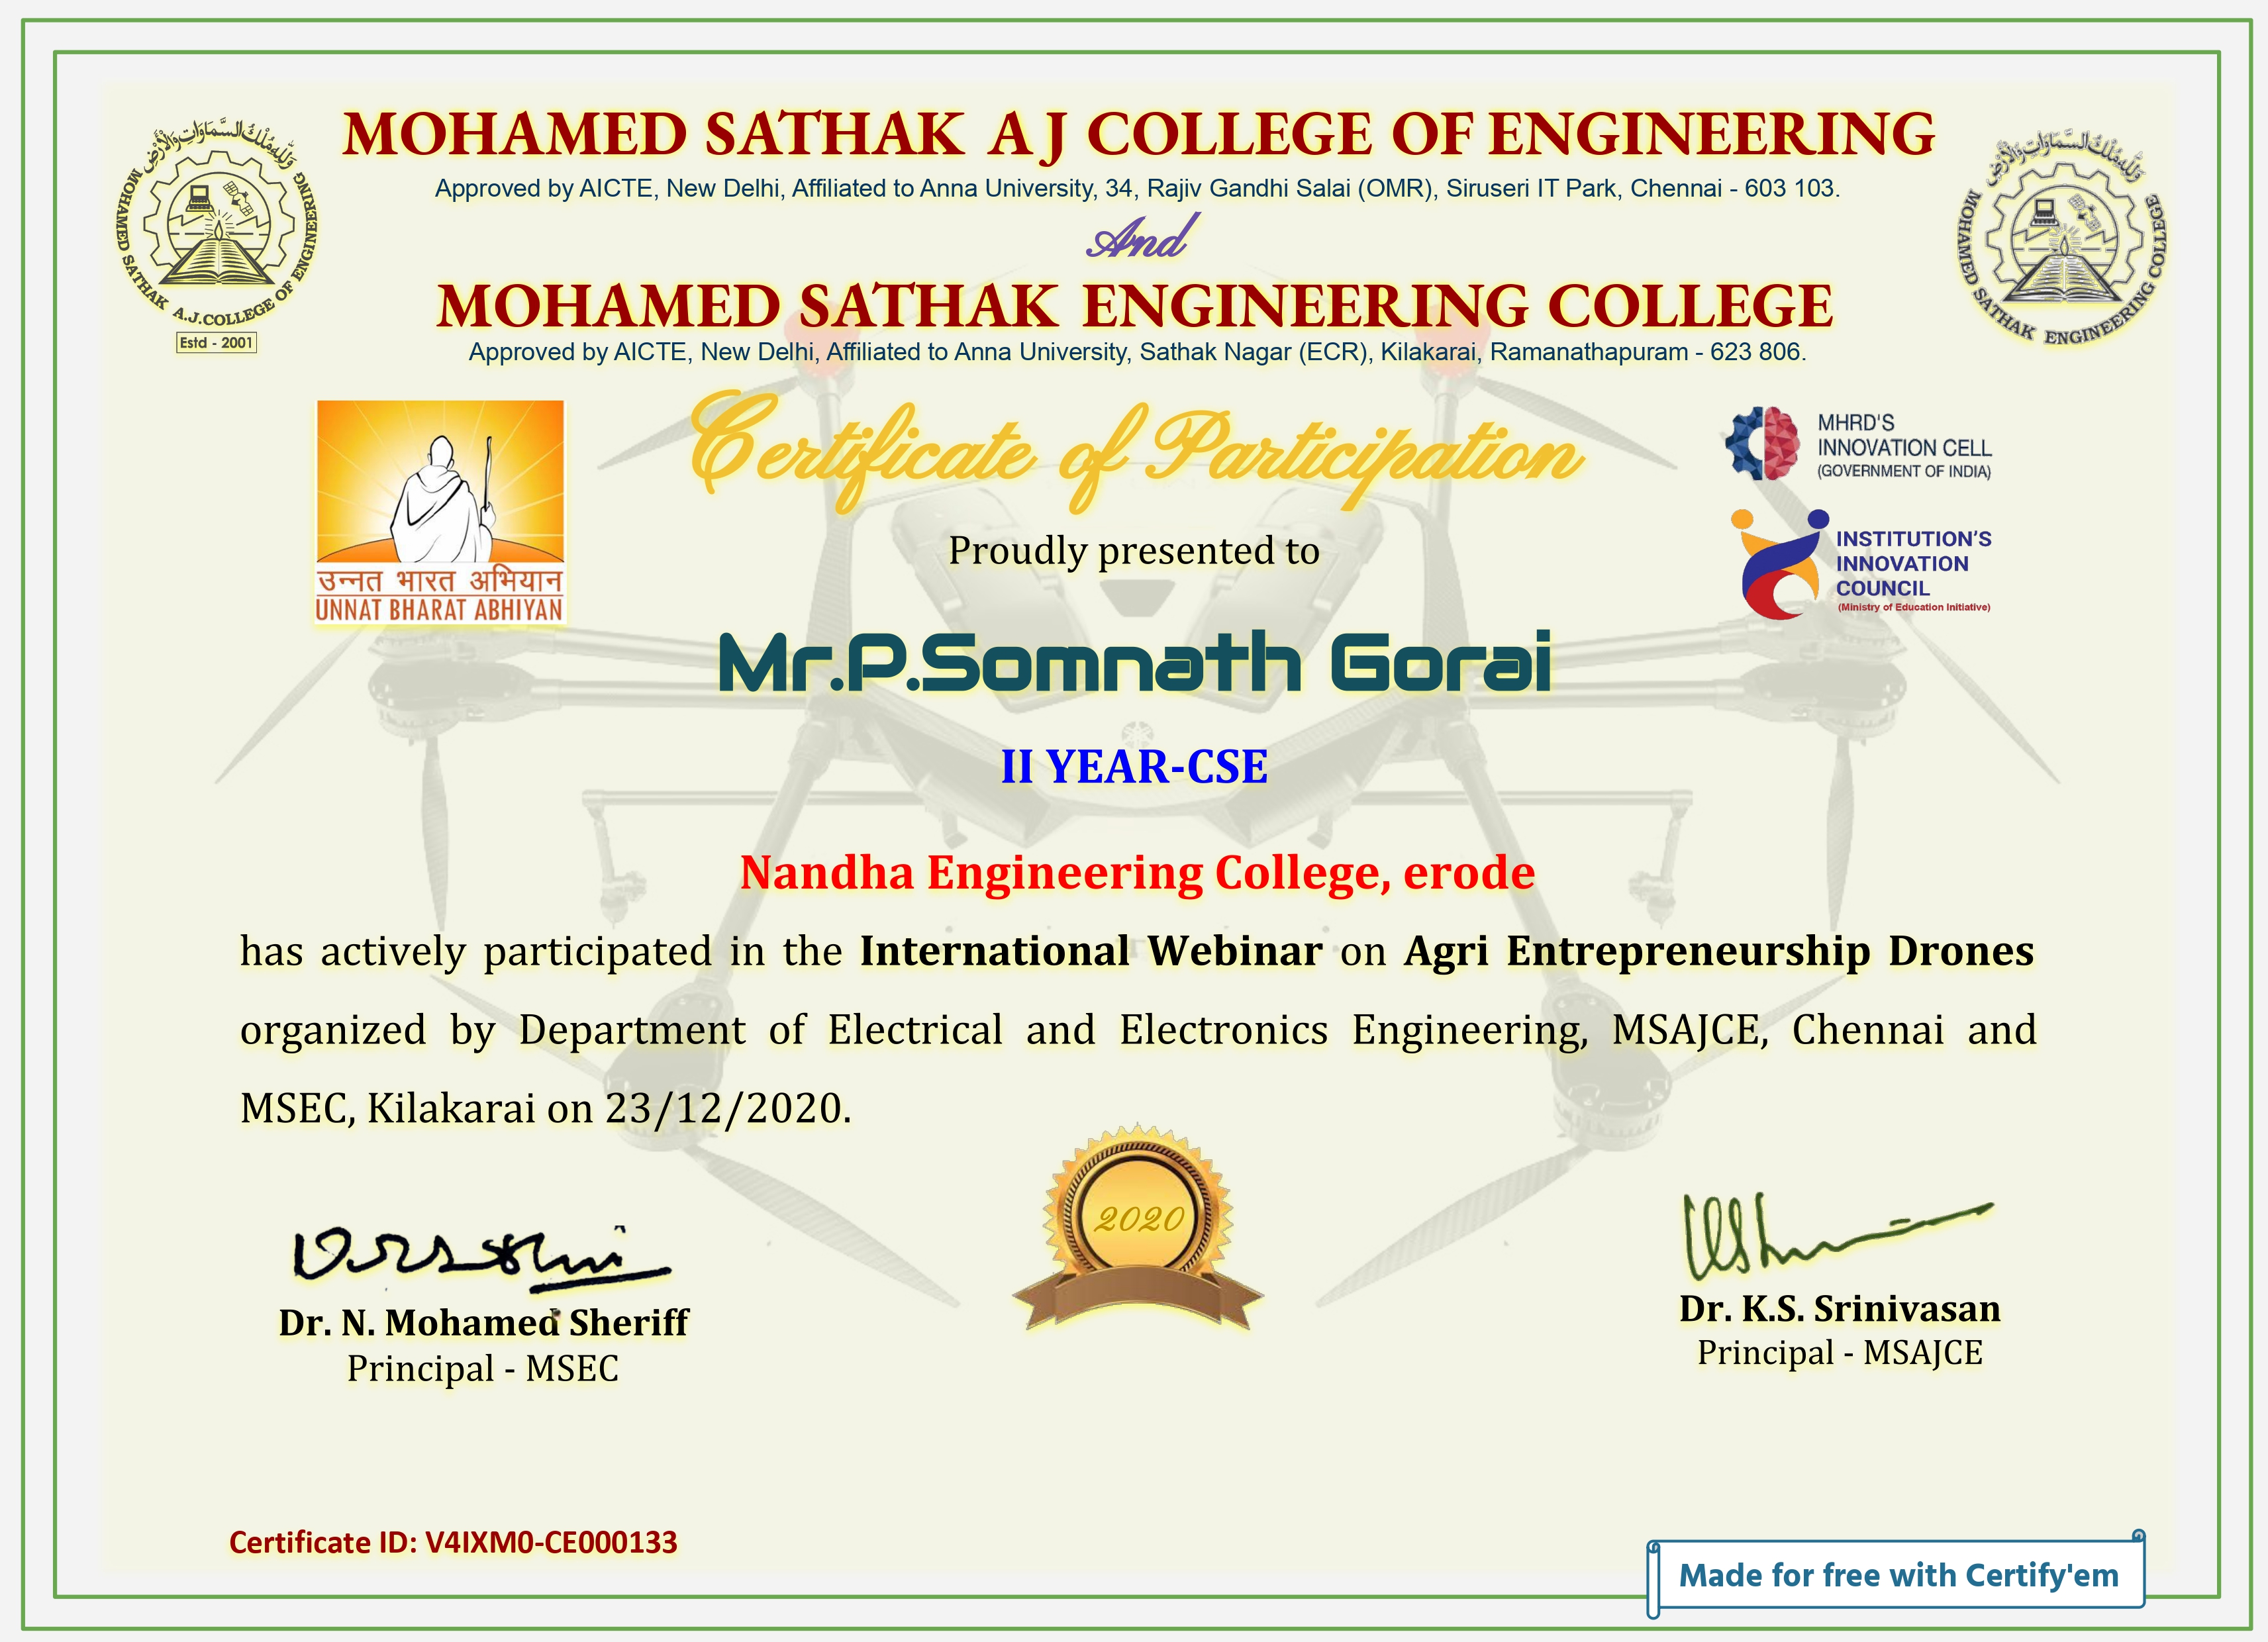 MOHAMED SATHAK A J COLLEGE OF ENGINEERING
Approved by AICTE, New Delhi, Affiliated to Anna University, 34, Rajiv Gandhi Salai (OMR), Siruseri IT Park, Chennai - 603 103.
And
MOHAMED SATHAK ENGINEERING COLLEGE
Approved by AICTE, New Delhi, Affiliated to Anna University, Sathak Nagar (ECR), Kilakarai, Ramanathapuram - 623 806.
MOHAMED SATHAK A.J.COLLEGE OF ENGINEERING
Estd - 2001
MOHAMED SATHAK ENGINEERING COLLEGE
Certificate of Participation
उन्नत भारत अभियान
UNNAT BHARAT ABHIYAN
MHRD'S
INNOVATION CELL
(GOVERNMENT OF INDIA)
INSTITUTION'S
INNOVATION
COUNCIL
(Ministry of Education Initiative)
Proudly presented to
Mr.P.Somnath Gorai
II YEAR-CSE
Nandha Engineering College, erode
has actively participated in the International Webinar on Agri Entrepreneurship Drones
organized by Department of Electrical and Electronics Engineering, MSAJCE, Chennai and
MSEC, Kilakarai on 23/12/2020.
2020
Dr. N. Mohamed Sheriff
Principal - MSEC
Dr. K.S. Srinivasan
Principal - MSAJCE
Certificate ID: V4IXM0-CE000133
Made for free with Certify'em